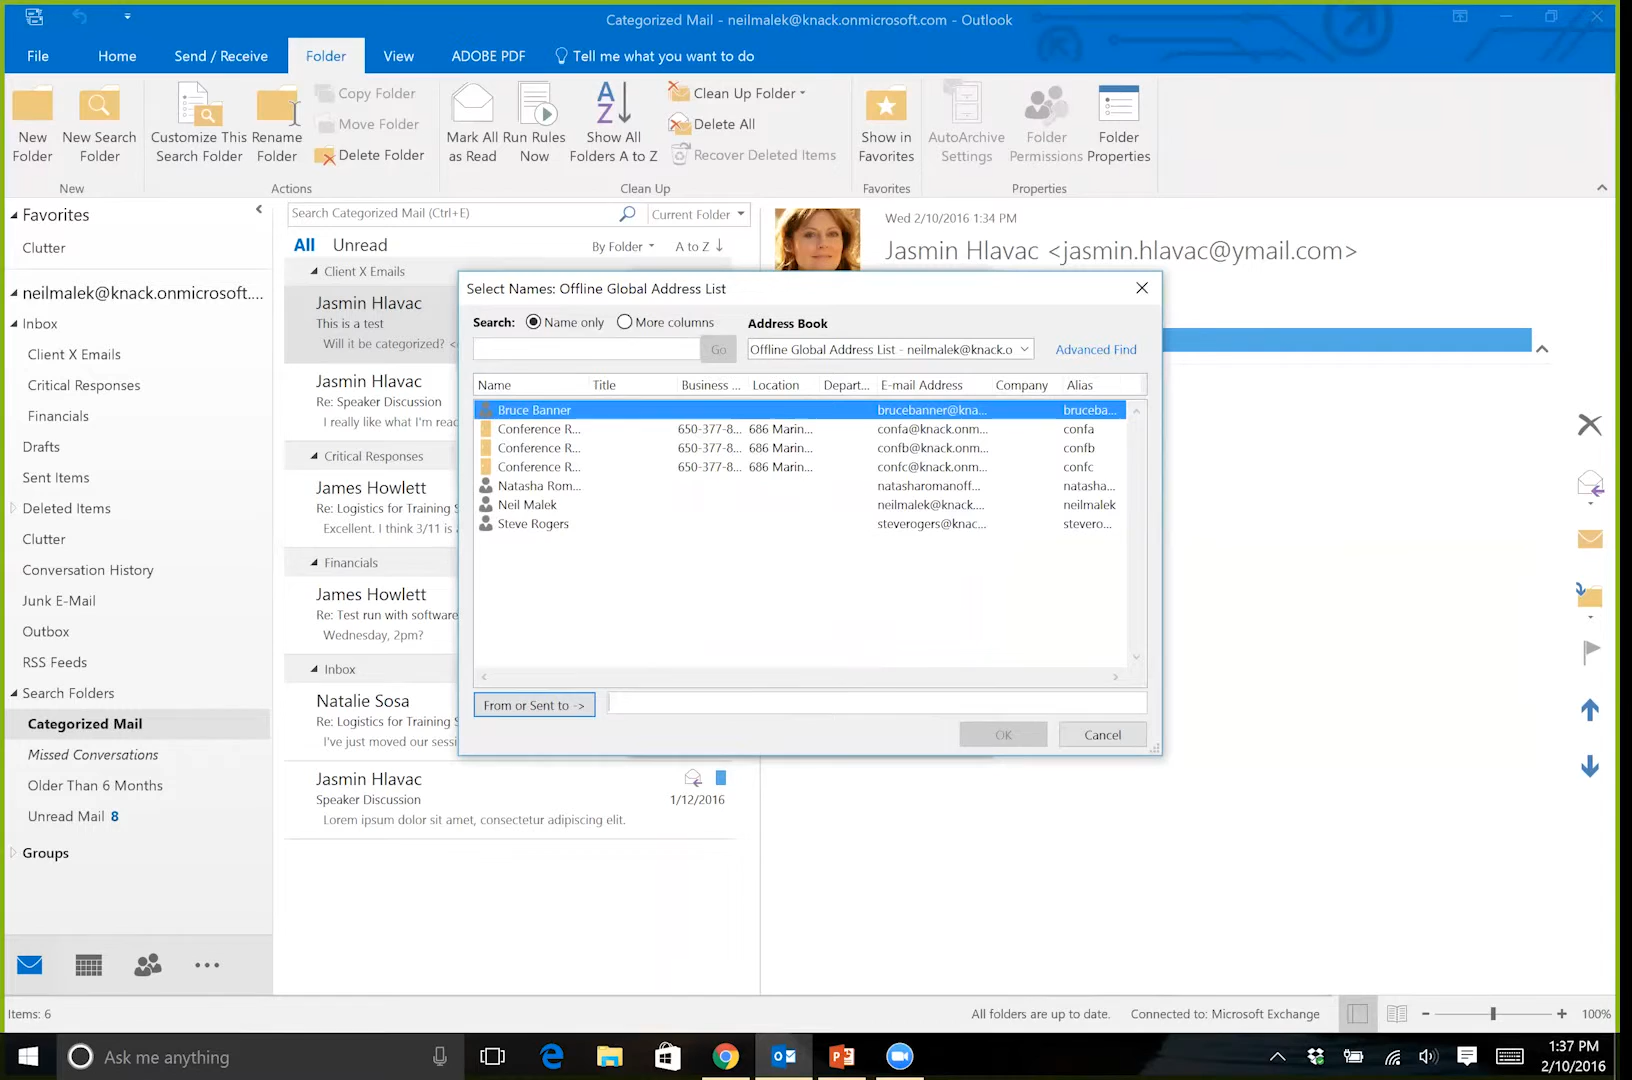 Categorized Mail - neilmalek@knack.onmicrosoft.com - Outlook
File
Home
Send / Receive
Folder
View
ADOBE PDF
Tell me what you want to do
New Folder
New Search Folder
New
Customize This Search Folder
Rename Folder
Copy Folder
Move Folder
Delete Folder
Actions
Mark All as Read
Run Rules Now
Show All Folders A to Z
Clean Up Folder
Delete All
Recover Deleted Items
Clean Up
Show in Favorites
Favorites
AutoArchive Settings
Folder Permissions
Folder Properties
Properties
Favorites
Clutter
neilmalek@knack.onmicrosoft....
Inbox
Client X Emails
Critical Responses
Financials
Drafts
Sent Items
Deleted Items
Clutter
Conversation History
Junk E-Mail
Outbox
RSS Feeds
Search Folders
Categorized Mail
Missed Conversations
Older Than 6 Months
Unread Mail 8
Groups
Search Categorized Mail (Ctrl+E)
Current Folder
All Unread
By Folder
A to Z
Client X Emails
Jasmin Hlavac
This is a test
Will it be categorized? <
Jasmin Hlavac
Re: Speaker Discussion
I really like what I'm reac
Critical Responses
James Howlett
Re: Logistics for Training S
Excellent. I think 3/11 is
Financials
James Howlett
Re: Test run with software
Wednesday, 2pm?
Inbox
Natalie Sosa
Re: Logistics for Training S
I've just moved our sessi
Jasmin Hlavac
Speaker Discussion
1/12/2016
Lorem ipsum dolor sit amet, consectetur adipiscing elit.
Wed 2/10/2016 1:34 PM
Jasmin Hlavac <jasmin.hlavac@ymail.com>
Select Names: Offline Global Address List
Search:
Name only
More columns
Address Book
Go
Offline Global Address List - neilmalek@knack.o
Advanced Find
Name Title Business ... Location Depart... E-mail Address Company Alias
Bruce Banner brucebanner@kna... bruceba...
Conference R... 650-377-8... 686 Marin... confa@knack.onm... confa
Conference R... 650-377-8... 686 Marin... confb@knack.onm... confb
Conference R... 650-377-8... 686 Marin... confc@knack.onm... confc
Natasha Rom... natasharomanoff... natasha...
Neil Malek neilmalek@knack.... neilmalek
Steve Rogers steverogers@knac... stevero...
From or Sent to ->
OK
Cancel
Items: 6
All folders are up to date.
Connected to: Microsoft Exchange
100%
Ask me anything
1:37 PM
2/10/2016